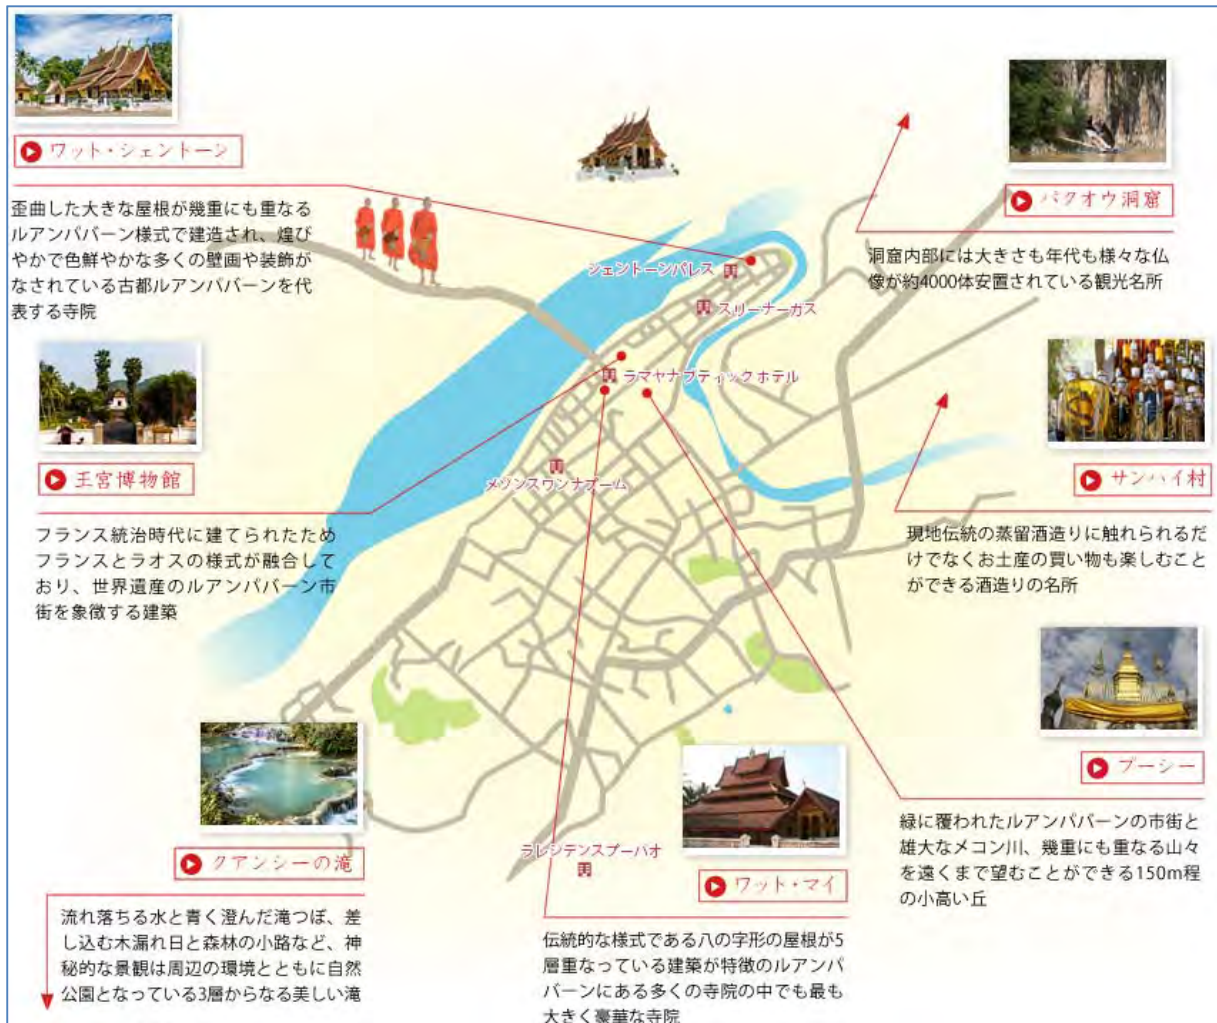 ワット・シェントーン
歪曲した大きな屋根が幾重にも重なる
ルアンパバーン様式で建造され、煌び
やかで色鮮やかな多くの壁画や装飾が
なされている古都ルアンパバーンを代
表する寺院
パクオウ洞窟
洞窟内部には大きさも年代も様々な仏
像が約4000体安置されている観光名所
シェントーンパレス
スリーナーガス
ラマヤナブティックホテル
メゾンスワンナプーム
王宮博物館
フランス統治時代に建てられたため
フランスとラオスの様式が融合して
おり、世界遺産のルアンパバーン市
街を象徴する建築
サンハイ村
現地伝統の蒸留酒造りに触れられるだ
けでなくお土産の買い物も楽しむこと
ができる酒造りの名所
プーシー
緑に覆われたルアンパバーンの市街と
雄大なメコン川、幾重にも重なる山々
を遠くまで望むことができる150m程
の小高い丘
クアンシーの滝
流れ落ちる水と青く澄んだ滝つぼ、差
し込む木漏れ日と森林の小路など、神
秘的な景観は周辺の環境とともに自然
公園となっている3層からなる美しい滝
ラレジデンスプーバオ
ワット・マイ
伝統的な様式である八の字形の屋根が5
層重なっている建築が特徴のルアンパ
バーンにある多くの寺院の中でも最も
大きく豪華な寺院